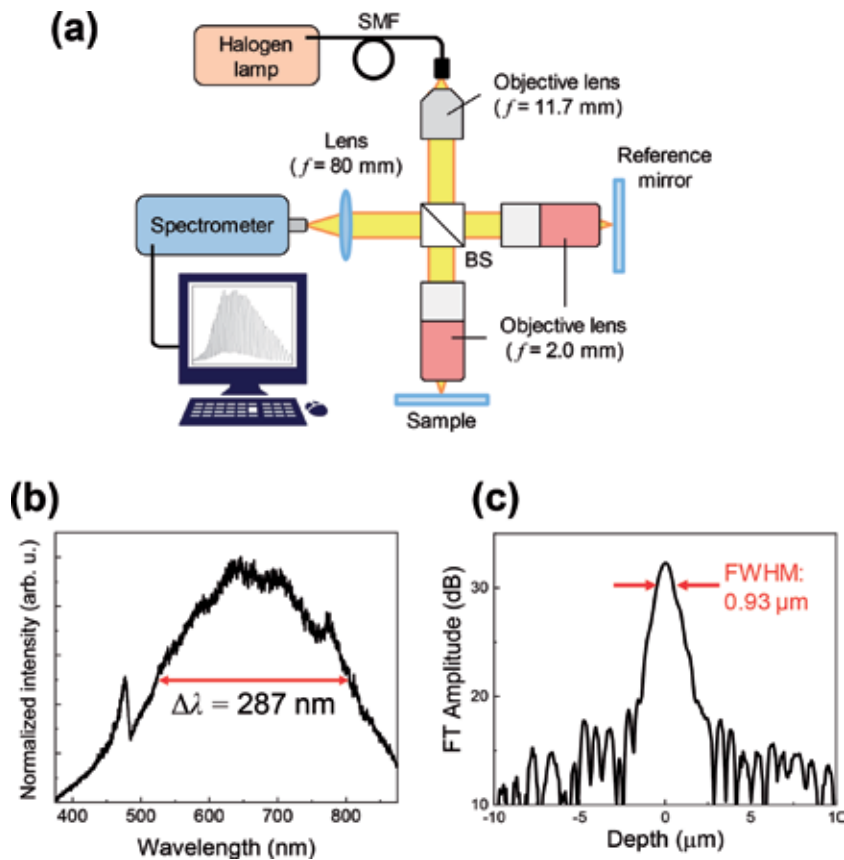 (a)
SMF
Halogen
lamp
Objective lens
(f = 11.7 mm)
Lens
(f = 80 mm)
Reference
mirror
Spectrometer
BS
Objective lens
(f = 2.0 mm)
Sample
(b)
Normalized intensity (arb. u.)
Δλ = 287 nm
400 500 600 700 800
Wavelength (nm)
(c)
FT Amplitude (dB)
30
20
10
FWHM:
0.93 μm
-10 -5 0 5 10
Depth (μm)